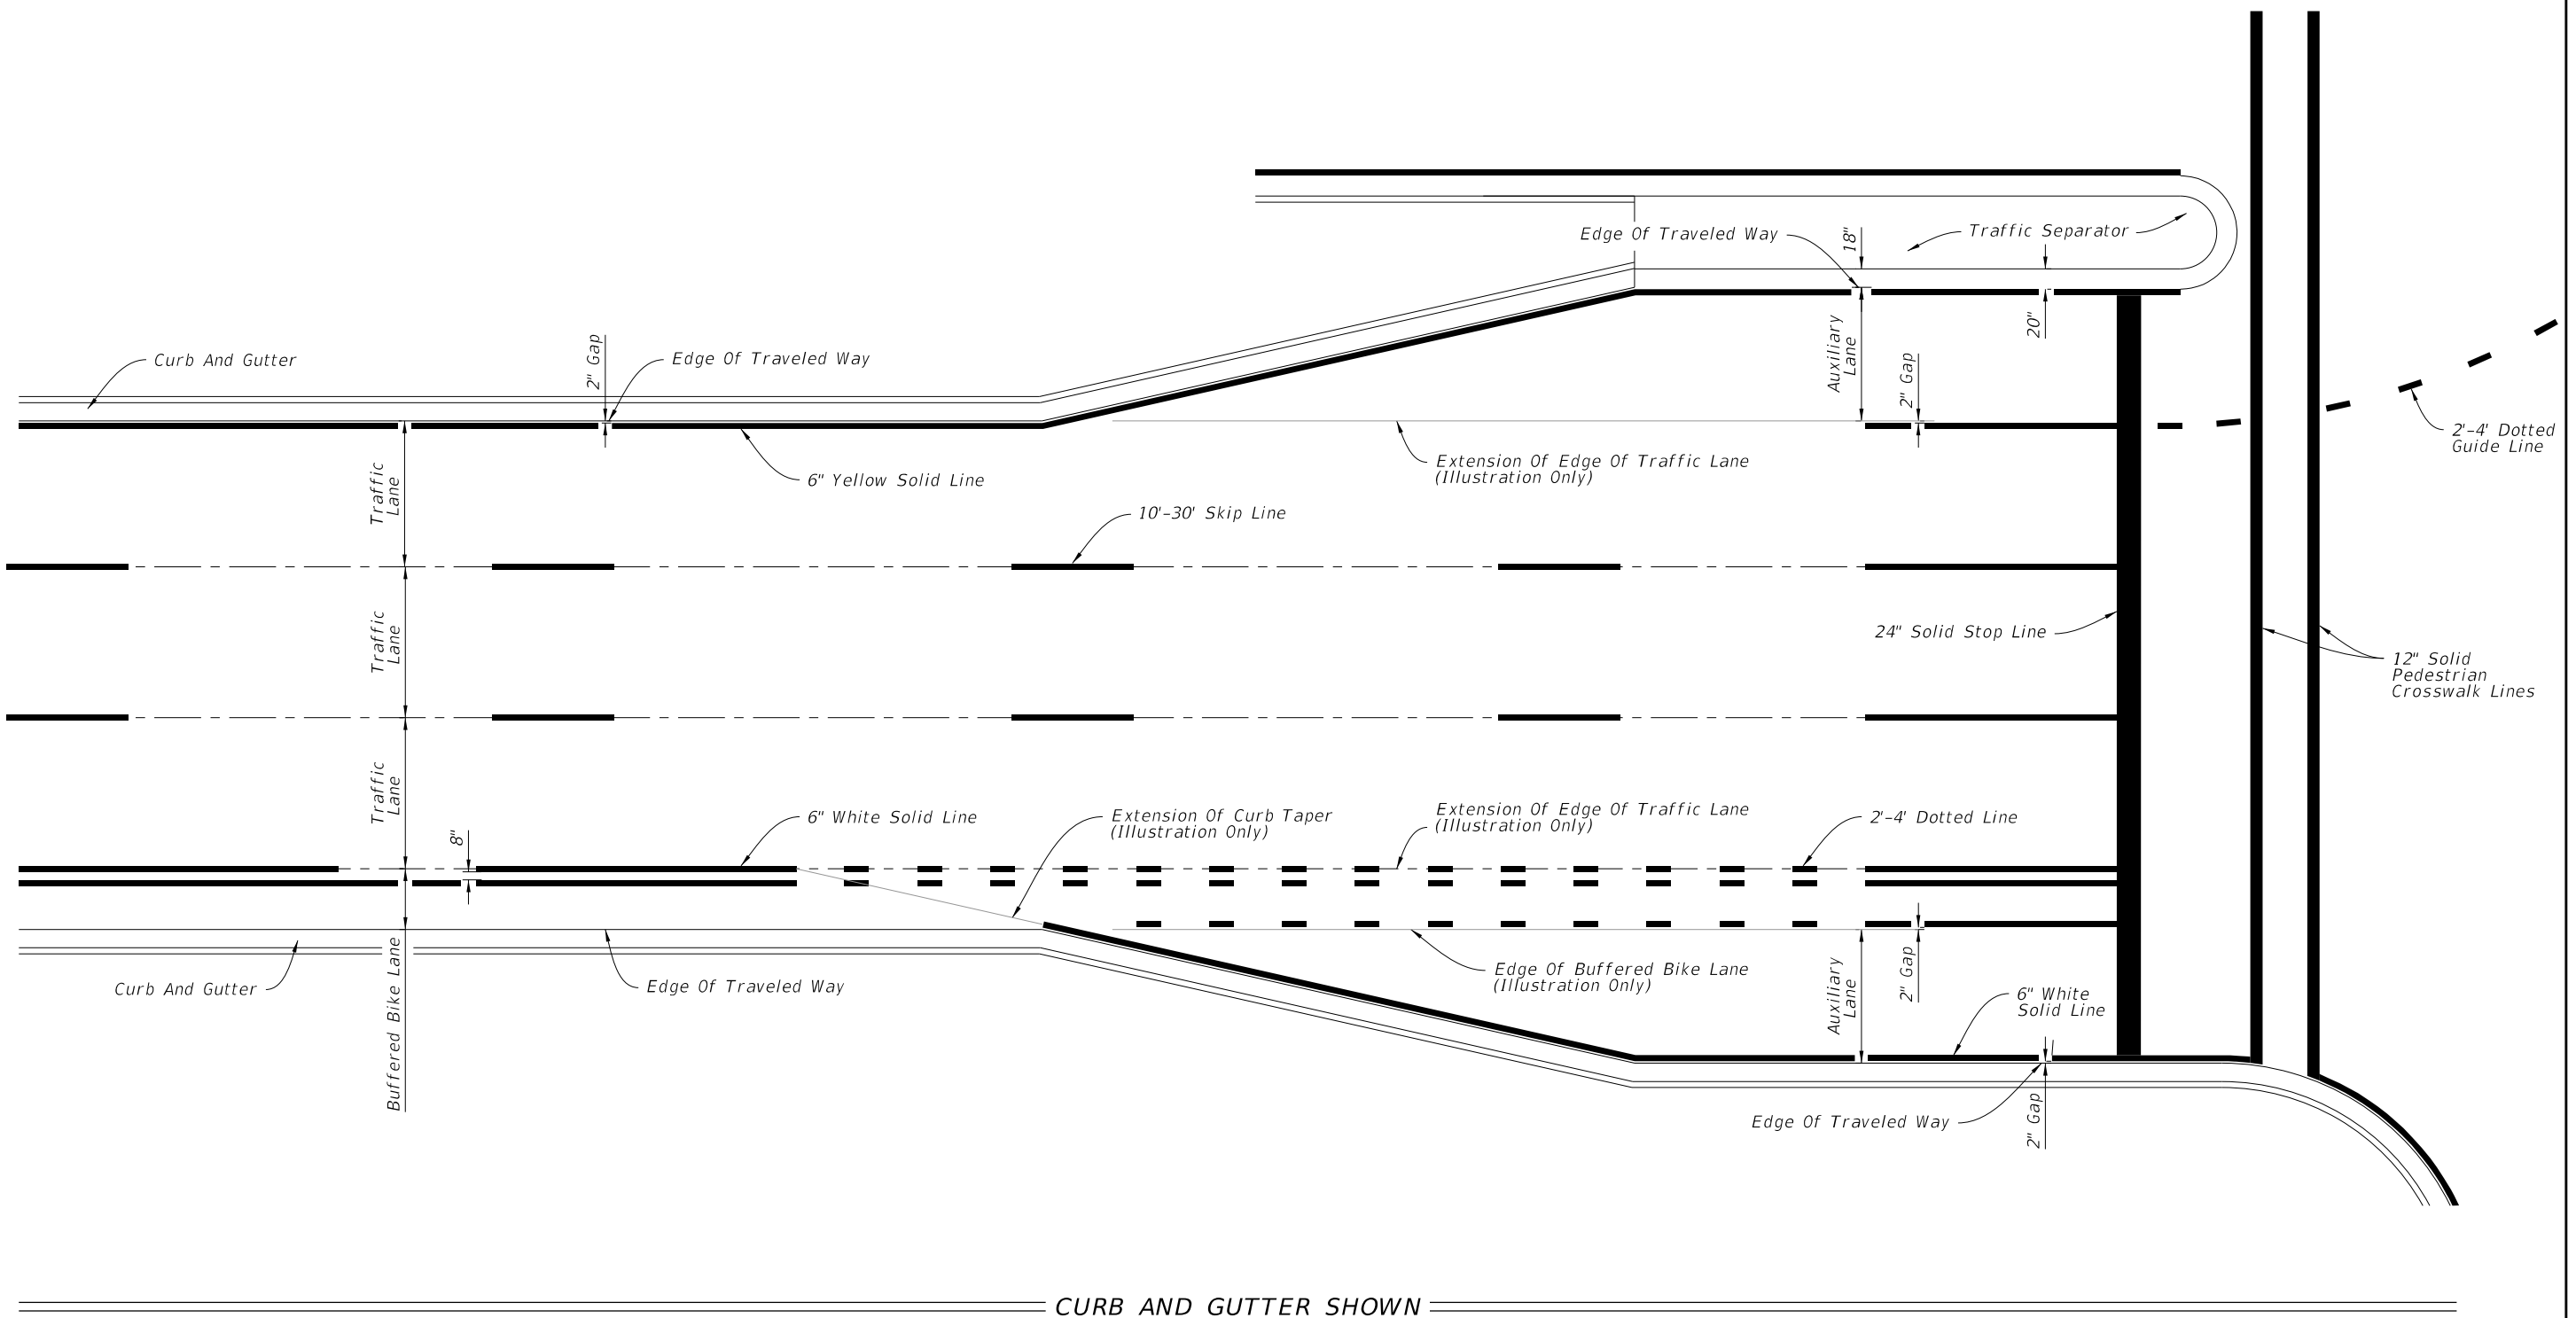 Edge Of Traveled Way
18"
Traffic Separator
20"
Auxiliary
Lane
2" Gap
Curb And Gutter
2" Gap
Edge Of Traveled Way
6" Yellow Solid Line
Extension Of Edge Of Traffic Lane
(Illustration Only)
2'-4' Dotted
Guide Line
Traffic
Lane
10'-30' Skip Line
Traffic
Lane
24" Solid Stop Line
12" Solid
Pedestrian
Crosswalk Lines
Traffic
Lane
8"
6" White Solid Line
Extension Of Curb Taper
(Illustration Only)
Extension Of Edge Of Traffic Lane
(Illustration Only)
2'-4' Dotted Line
Curb And Gutter
Buffered Bike Lane
Edge Of Traveled Way
Edge Of Buffered Bike Lane
(Illustration Only)
Auxiliary
Lane
2" Gap
6" White
Solid Line
Edge Of Traveled Way
2" Gap
CURB AND GUTTER SHOWN